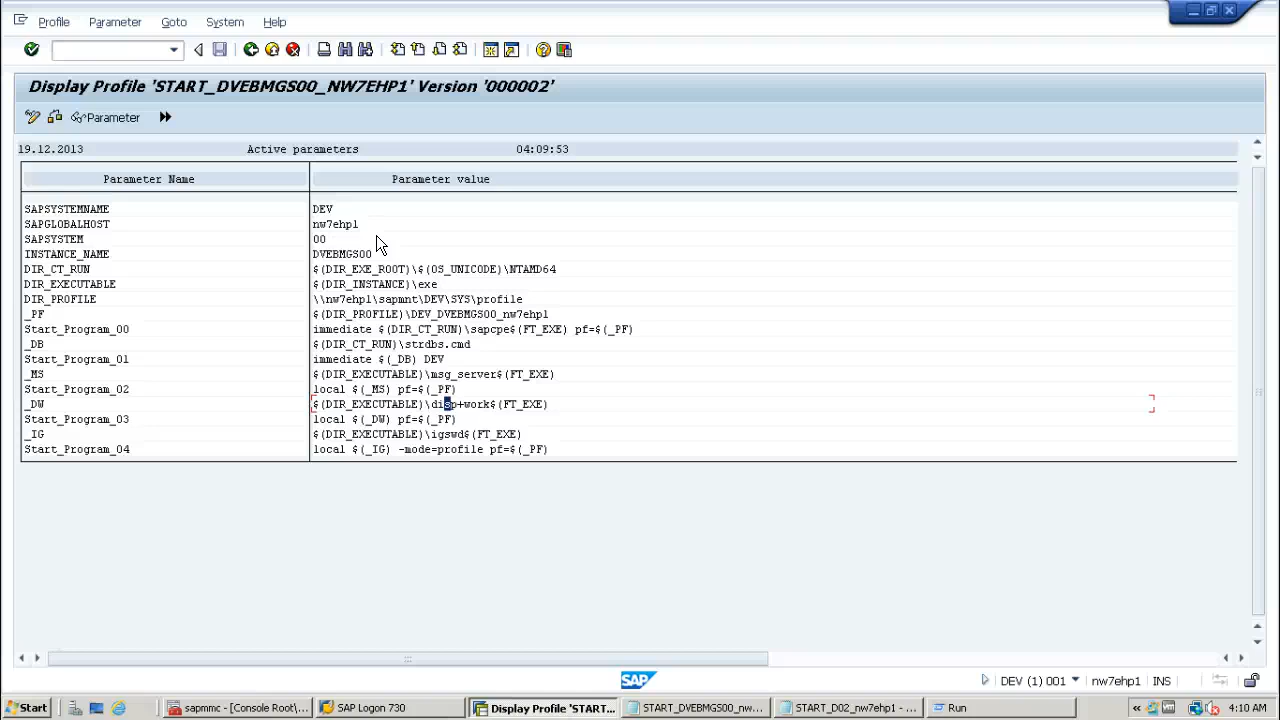 Profile Parameter Goto System Help
Display Profile 'START_DVEBMGS00_NW7EHP1' Version '000002'
Parameter
19.12.2013 Active parameters 04:09:53
Parameter Name Parameter value
SAPSYSTEMNAME DEV
SAPGLOBALHOST nw7ehp1
SAPSYSTEM 00
INSTANCE_NAME DVEBMGS00
DIR_CT_RUN $(DIR_EXE_ROOT)\$(OS_UNICODE)\NTAMD64
DIR_EXECUTABLE $(DIR_INSTANCE)\exe
DIR_PROFILE \\nw7ehp1\sapmnt\DEV\SYS\profile
_PF $(DIR_PROFILE)\DEV_DVEBMGS00_nw7ehp1
Start_Program_00 immediate $(DIR_CT_RUN)\sapcpe$(FT_EXE) pf=$(_PF)
_DB $(DIR_CT_RUN)\strdbs.cmd
Start_Program_01 immediate $(_DB) DEV
_MS $(DIR_EXECUTABLE)\msg_server$(FT_EXE)
Start_Program_02 local $(_MS) pf=$(_PF)
_DW $(DIR_EXECUTABLE)\disp+work$(FT_EXE)
Start_Program_03 local $(_DW) pf=$(_PF)
_IG $(DIR_EXECUTABLE)\igswd$(FT_EXE)
Start_Program_04 local $(_IG) -mode=profile pf=$(_PF)
SAP DEV (1) 001 nw7ehp1 INS
Start sapmmc - [Console Root\... SAP Logon 730 Display Profile 'START... START_DVEBMGS00_nw... START_D02_nw7ehp1 - ... Run « 4:10 AM